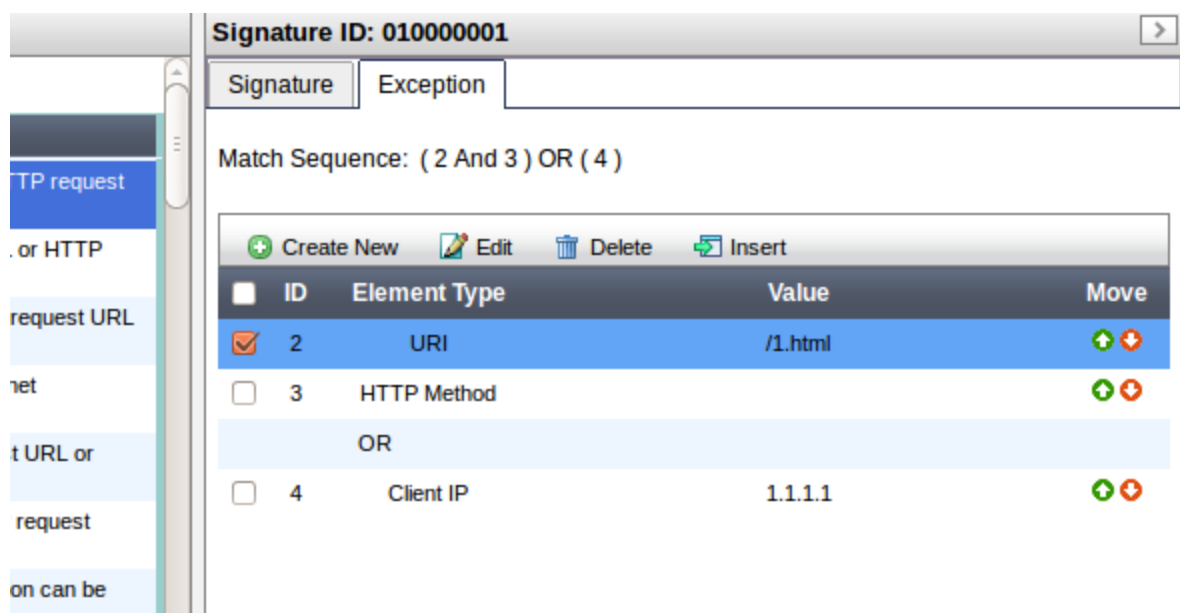 Signature ID: 010000001
Signature Exception
Match Sequence: ( 2 And 3 ) OR ( 4 )
Create New Edit Delete Insert
ID Element Type Value Move
2 URI /1.html
3 HTTP Method
OR
4 Client IP 1.1.1.1
request
or HTTP
request URL
URL or
request
on can be